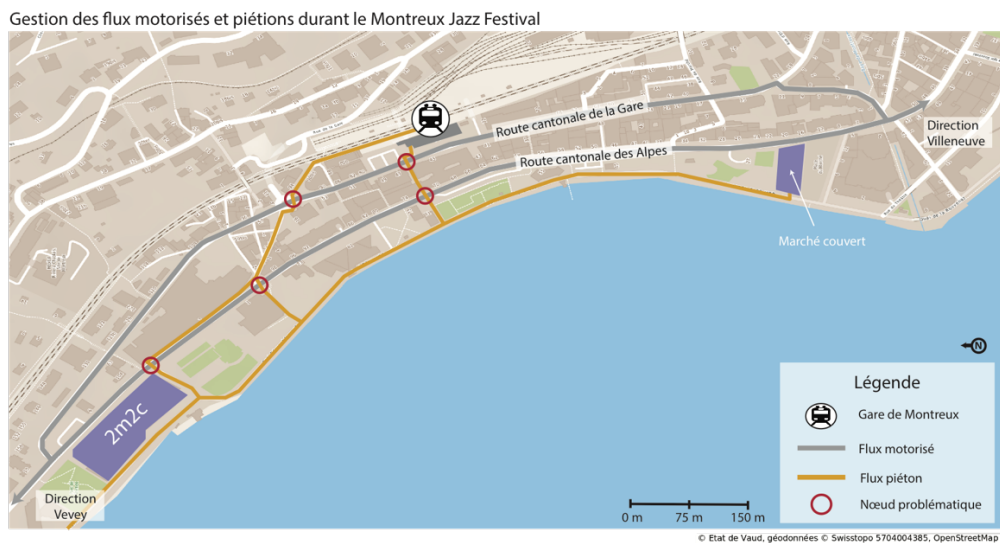 Gestion des flux motorisés et piétions durant le Montreux Jazz Festival
Route cantonale de la Gare
Route cantonale des Alpes
Direction
Villeneuve
Marché couvert
2m2c
Direction
Vevey
N
Légende
Gare de Montreux
Flux motorisé
Flux piéton
Nœud problématique
0 m 75 m 150 m
© Etat de Vaud, géodonnées © Swisstopo 5704004385, OpenStreetMap